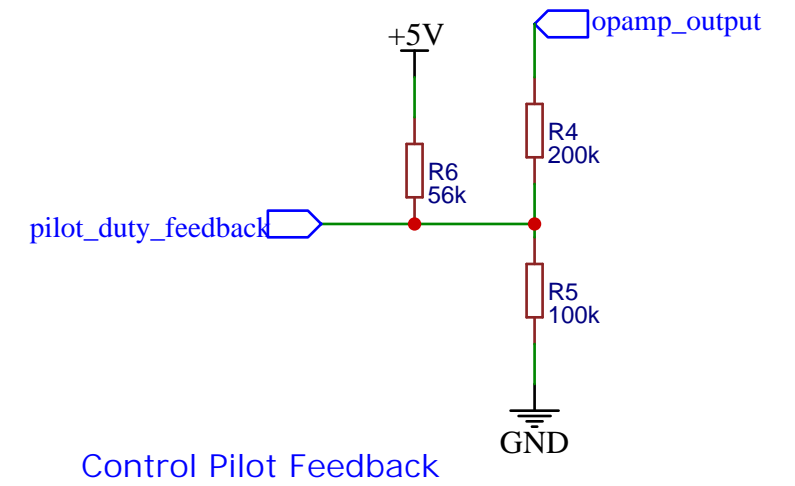 opamp_output
+5V
R4
200k
R6
56k
pilot_duty_feedback
R5
100k
GND
Control Pilot Feedback